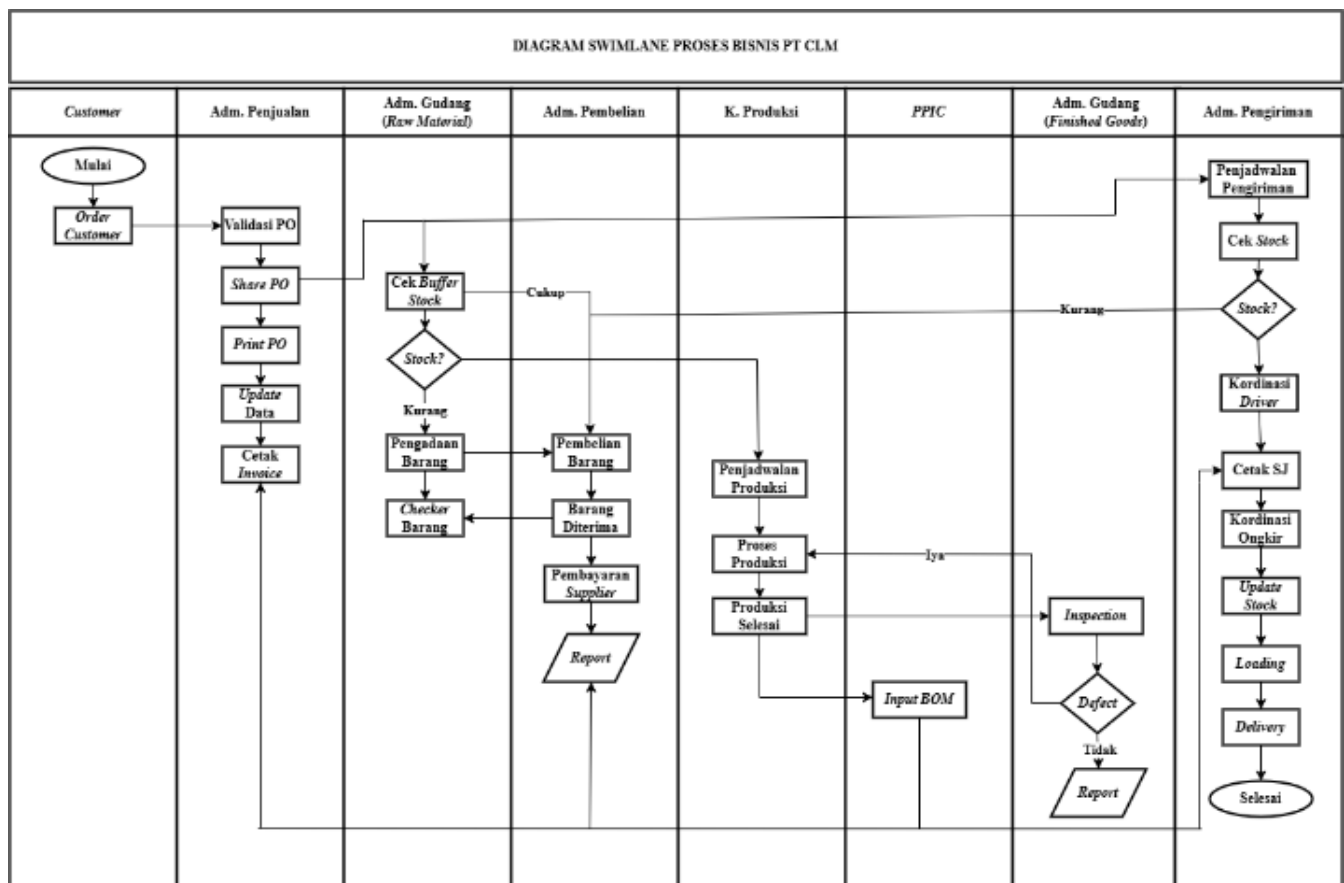 DIAGRAM SWIMLANE PROSES BISNIS PT CLM
Customer
Adm. Penjualan
Adm. Gudang
(Raw Material)
Adm. Pembelian
K. Produksi
PPIC
Adm. Gudang
(Finished Goods)
Adm. Pengiriman
Mulai
Order
Customer
Validasi PO
Share PO
Print PO
Update
Data
Cetak
Invoice
Cek Buffer
Stock
Cukup
Stock?
Kurang
Pengadaan
Barang
Checker
Barang
Pembelian
Barang
Barang
Diterima
Pembayaran
Supplier
Report
Penjadwalan
Produksi
Proses
Produksi
Produksi
Selesai
Iya
Input BOM
Inspection
Defect
Tidak
Report
Penjadwalan
Pengiriman
Cek Stock
Kurang
Stock?
Kordinasi
Driver
Cetak SJ
Kordinasi
Ongkir
Update
Stock
Loading
Delivery
Selesai